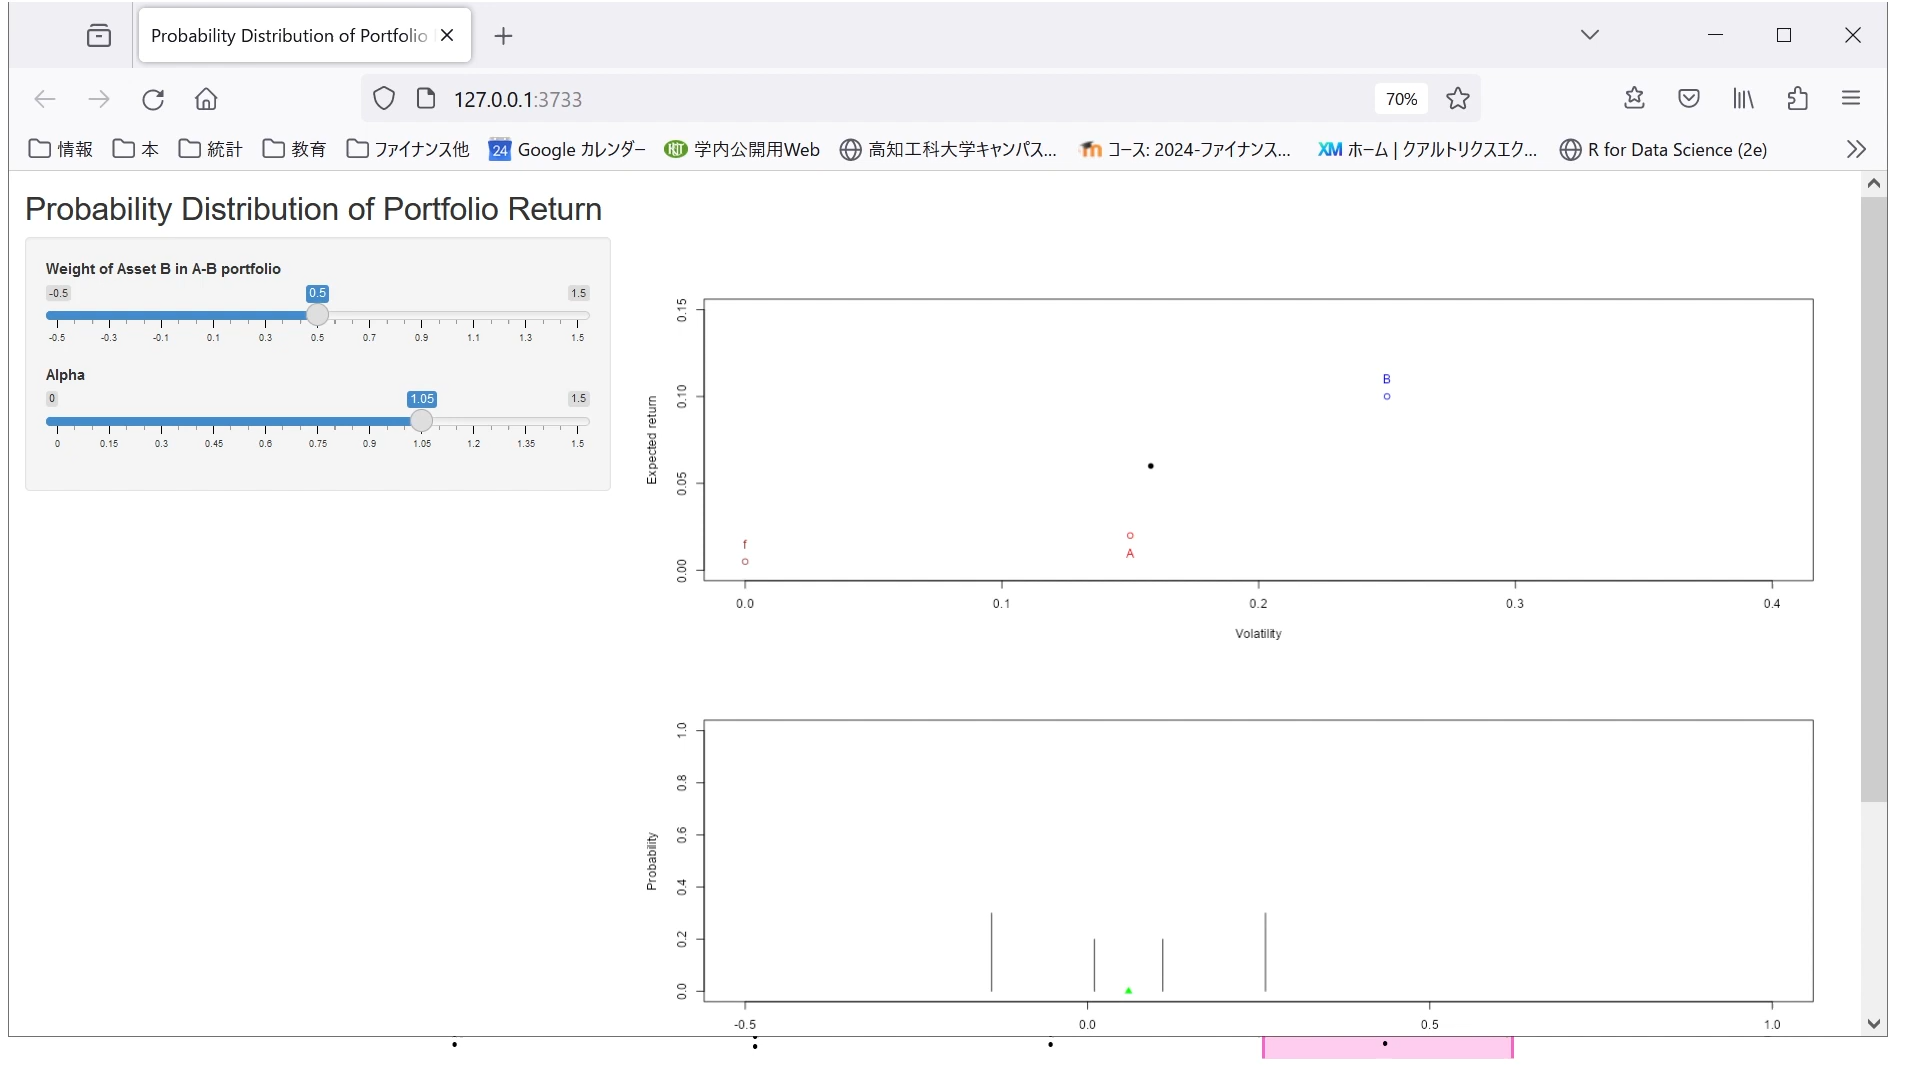 Probability Distribution of Portfolio
127.0.0.1:3733
70%
情報 本 統計 教育 ファイナンス他 24 Google カレンダー KIT 学内公開用Web 高知工科大学キャンパス... コース: 2024-ファイナンス... XM ホーム | クアルトリクスエク... R for Data Science (2e)
Probability Distribution of Portfolio Return
Weight of Asset B in A-B portfolio
-0.5 0.5 1.5
-0.5 -0.3 -0.1 0.1 0.3 0.5 0.7 0.9 1.1 1.3 1.5
Alpha
0 1.05 1.5
0 0.15 0.3 0.45 0.6 0.75 0.9 1.05 1.2 1.35 1.5
Expected return
0.15
0.10
0.05
0.00
B
f
A
0.0 0.1 0.2 0.3 0.4
Volatility
Probability
1.0
0.8
0.6
0.4
0.2
0.0
-0.5 0.0 0.5 1.0